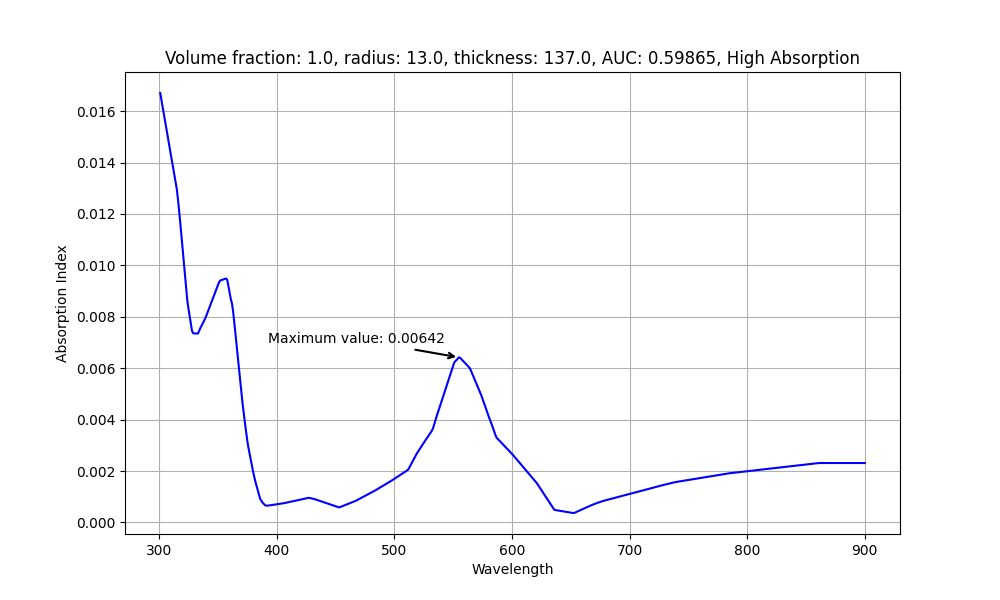 Volume fraction: 1.0, radius: 13.0, thickness: 137.0, AUC: 0.59865, High Absorption
Absorption Index
0.016
0.014
0.012
0.010
0.008
0.006
0.004
0.002
0.000
Maximum value: 0.00642
300 400 500 600 700 800 900
Wavelength